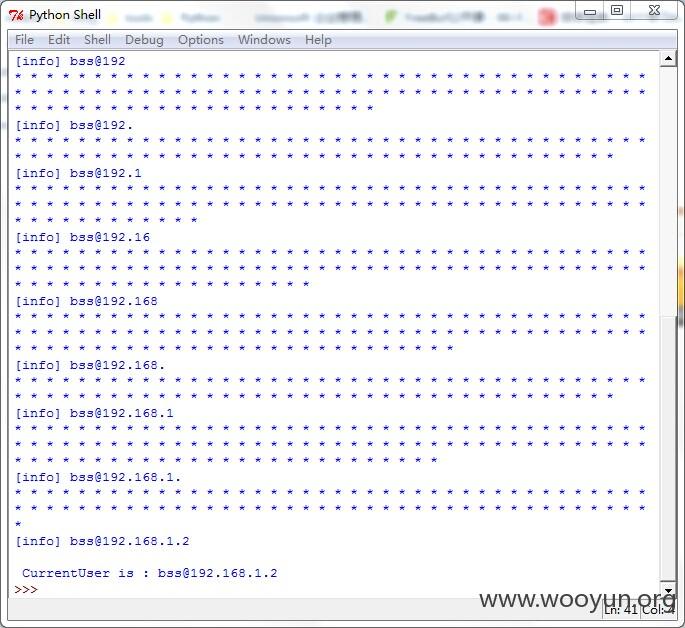 Python Shell
File Edit Shell Debug Options Windows Help
[info] bss@192
* * * * * * * * * * * * * * * * * * * * * * * * * * * * * * * * * * * * * * * *
* * * * * * * * * * * * * * * * * * * * * * * * * * * * * * * * * * * * * * * *
* * * * * * * * * * * * * * * * * * * * * * *
[info] bss@192.
* * * * * * * * * * * * * * * * * * * * * * * * * * * * * * * * * * * * * * * *
* * * * * * * * * * * * * * * * * * * * * * * * * * * * * * * * * * * * * *
[info] bss@192.1
* * * * * * * * * * * * * * * * * * * * * * * * * * * * * * * * * * * * * * * *
* * * * * * * * * * * * * * * * * * * * * * * * * * * * * * * * * * * * * * * *
* * * * * * * * * * * *
[info] bss@192.16
* * * * * * * * * * * * * * * * * * * * * * * * * * * * * * * * * * * * * * * *
* * * * * * * * * * * * * * * * * * * * * * * * * * * * * * * * * * * * * * * *
* * * * * * * * * * * * * * * * * * *
[info] bss@192.168
* * * * * * * * * * * * * * * * * * * * * * * * * * * * * * * * * * * * * * * *
* * * * * * * * * * * * * * * * * * * * * * * * * * * * * * * * * * * * * * * *
* * * * * * * * * * * * * * * * * * * * * * * * * * * *
[info] bss@192.168.
* * * * * * * * * * * * * * * * * * * * * * * * * * * * * * * * * * * * * * * *
* * * * * * * * * * * * * * * * * * * * * * * * * * * * * * * * * * * * * *
[info] bss@192.168.1
* * * * * * * * * * * * * * * * * * * * * * * * * * * * * * * * * * * * * * * *
* * * * * * * * * * * * * * * * * * * * * * * * * * * * * * * * * * * * * * * *
* * * * * * * * * * * * * * * * * * * * * * * * * * *
[info] bss@192.168.1.
* * * * * * * * * * * * * * * * * * * * * * * * * * * * * * * * * * * * * * * *
* * * * * * * * * * * * * * * * * * * * * * * * * * * * * * * * * * * * * * * *
*
[info] bss@192.168.1.2
CurrentUser is : bss@192.168.1.2
>>>
www.wooyun.org
Ln: 41 Col: 4